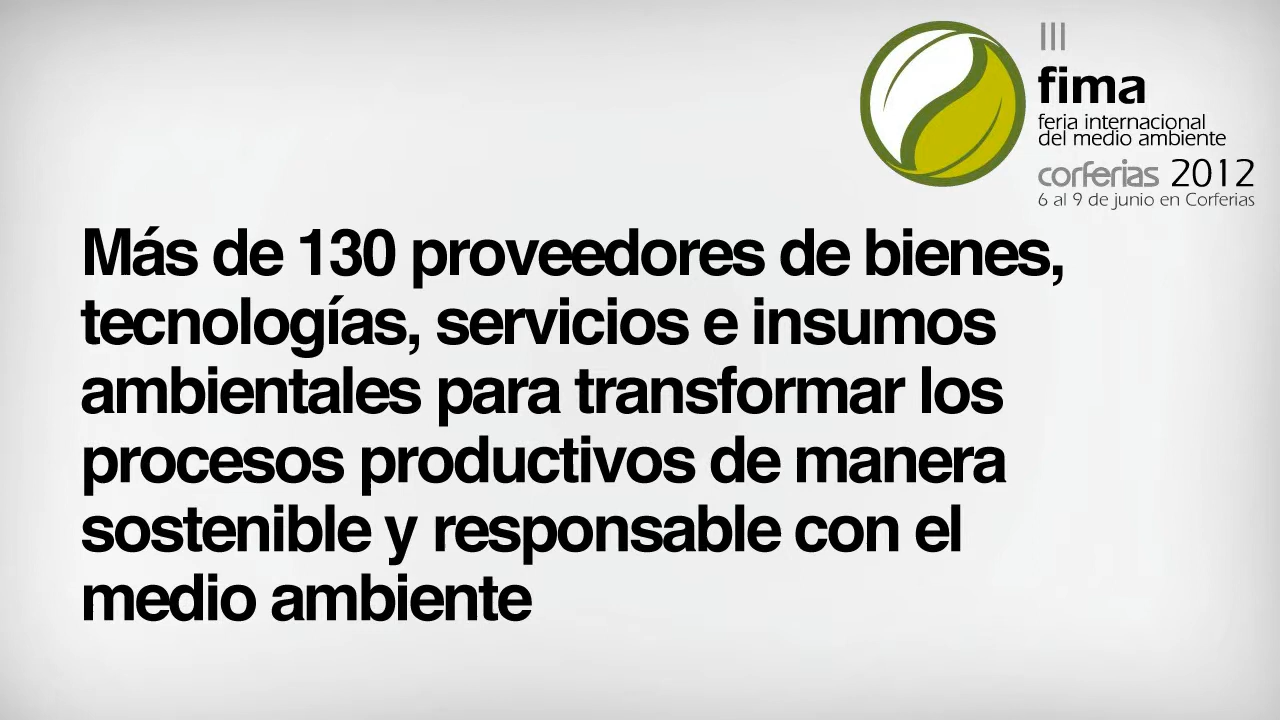 III
fima
feria internacional
del medio ambiente
corferias 2012
6 al 9 de junio en Corferias
Más de 130 proveedores de bienes,
tecnologías, servicios e insumos
ambientales para transformar los
procesos productivos de manera
sostenible y responsable con el
medio ambiente